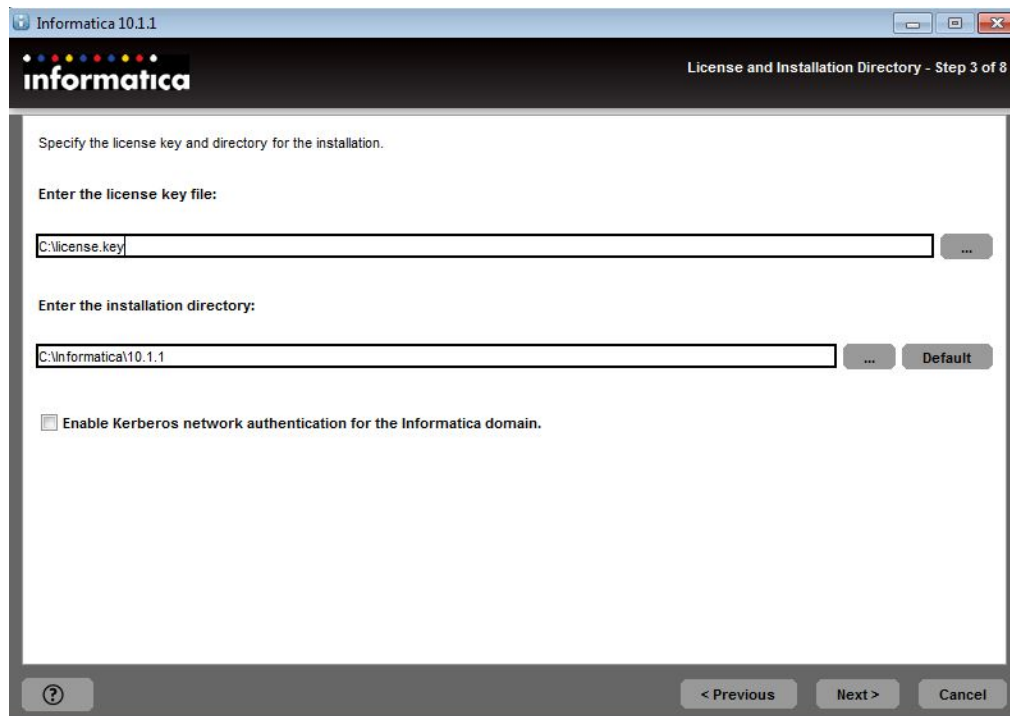 Informatica 10.1.1
informatica
License and Installation Directory - Step 3 of 8
Specify the license key and directory for the installation.
Enter the license key file:
C:\license.key
...
Enter the installation directory:
C:\Informatica\10.1.1
...
Default
Enable Kerberos network authentication for the Informatica domain.
?
< Previous
Next >
Cancel